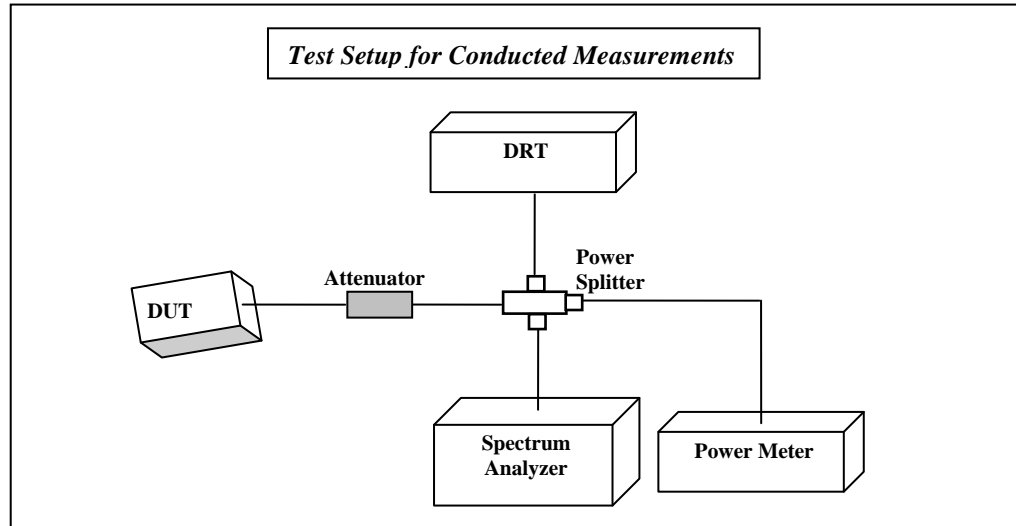 Test Setup for Conducted Measurements
DRT
Power
Splitter
Attenuator
DUT
Spectrum
Analyzer
Power Meter